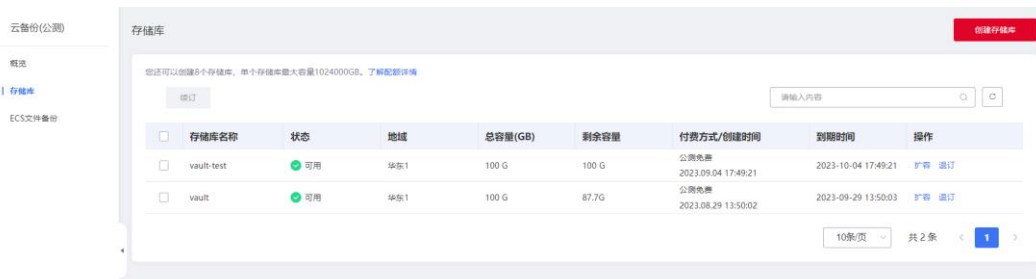 云备份(公测)
存储库
创建存储库
概览
存储库
ECS文件备份
您还可以创建8个存储库，单个存储库最大容量1024000GB。了解配额详情
续订
请输入内容
存储库名称 状态 地域 总容量(GB) 剩余容量 付费方式/创建时间 到期时间 操作
vault-test 可用 华东1 100 G 100 G 公测免费 2023-10-04 17:49:21 扩容 退订
2023.09.04 17:49:21
vault 可用 华东1 100 G 87.7G 公测免费 2023-09-29 13:50:03 扩容 退订
2023.08.29 13:50:02
10条/页 共2条 < 1 >